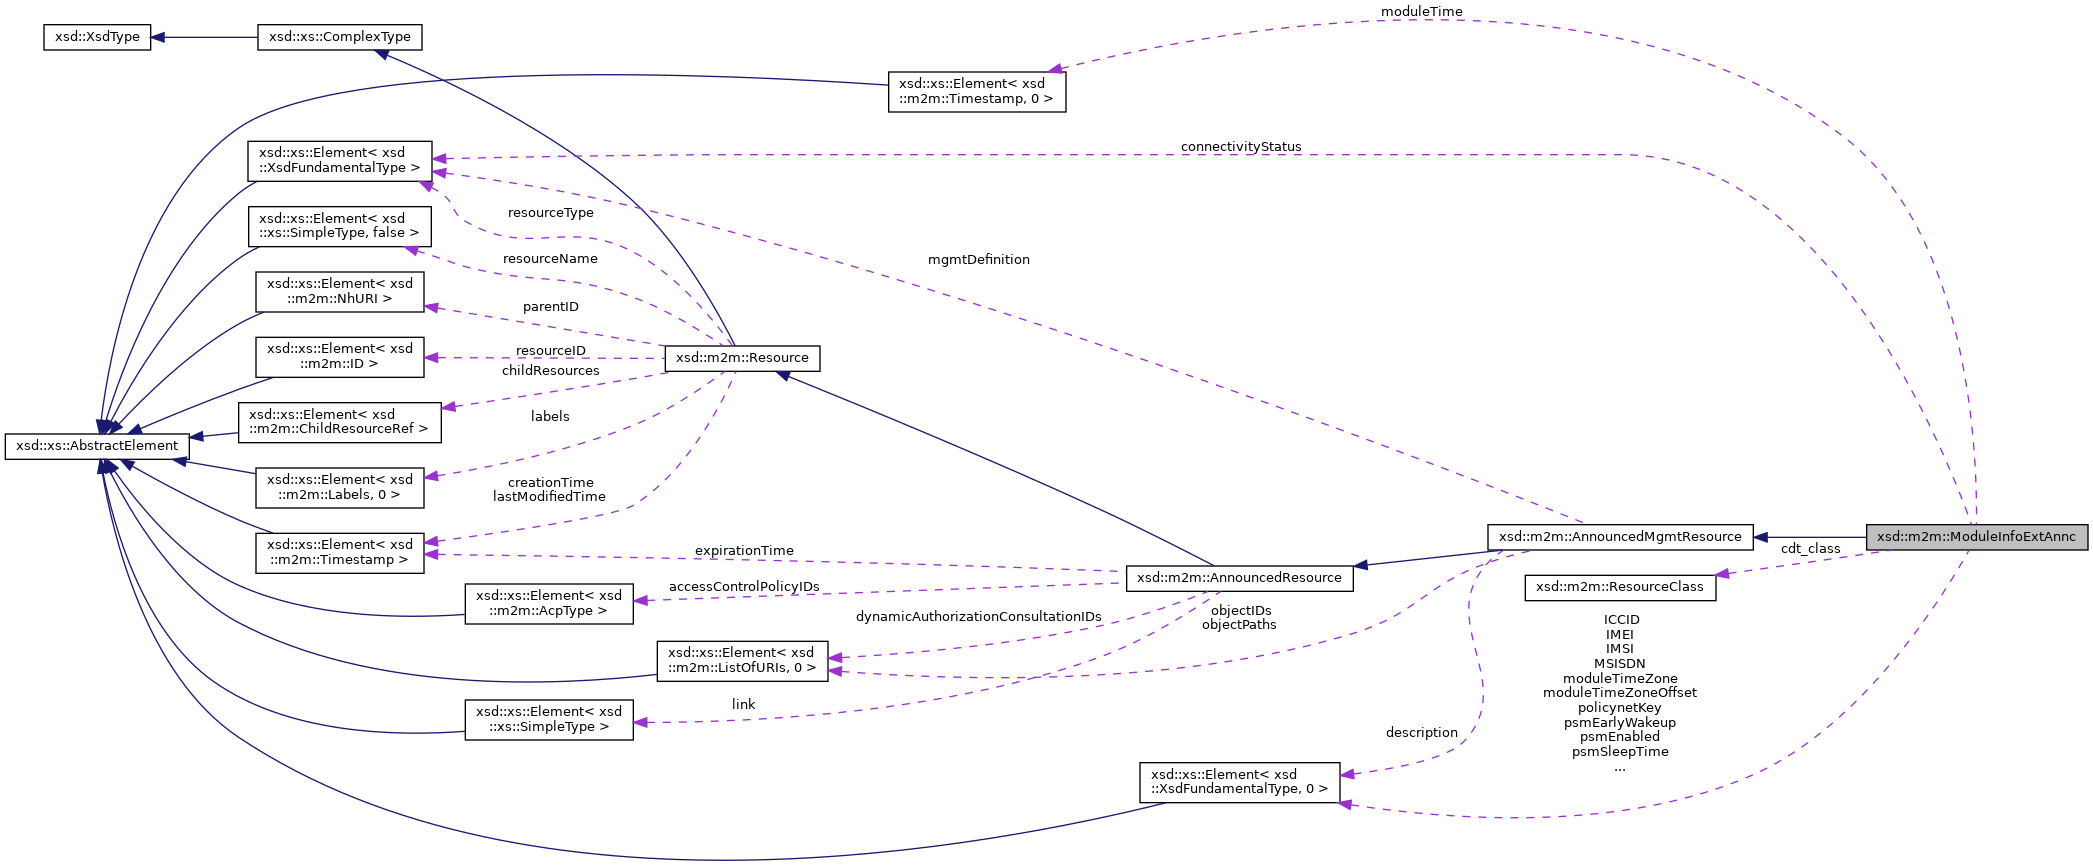 moduleTime
xsd::XsdType
xsd::xs::ComplexType
xsd::xs::Element< xsd
::m2m::Timestamp, 0 >
connectivityStatus
xsd::xs::Element< xsd
::XsdFundamentalType >
resourceType
xsd::xs::Element< xsd
::xs::SimpleType, false >
resourceName
mgmtDefinition
xsd::xs::Element< xsd
::m2m::NhURI >
parentID
xsd::xs::Element< xsd
::m2m::ID >
resourceID
xsd::m2m::Resource
childResources
xsd::xs::Element< xsd
::m2m::ChildResourceRef >
labels
xsd::xs::AbstractElement
xsd::xs::Element< xsd
::m2m::Labels, 0 >
creationTime
lastModifiedTime
xsd::xs::Element< xsd
::m2m::Timestamp >
expirationTime
xsd::m2m::AnnouncedMgmtResource
xsd::m2m::ModuleInfoExtAnnc
cdt_class
xsd::m2m::AnnouncedResource
xsd::m2m::ResourceClass
accessControlPolicyIDs
xsd::xs::Element< xsd
::m2m::AcpType >
dynamicAuthorizationConsultationIDs
objectIDs
objectPaths
xsd::xs::Element< xsd
::m2m::ListOfURIs, 0 >
ICCID
IMEI
IMSI
MSISDN
moduleTimeZone
moduleTimeZoneOffset
policynetKey
psmEarlyWakeup
psmEnabled
psmSleepTime
...
link
xsd::xs::Element< xsd
::xs::SimpleType >
description
xsd::xs::Element< xsd
::XsdFundamentalType, 0 >